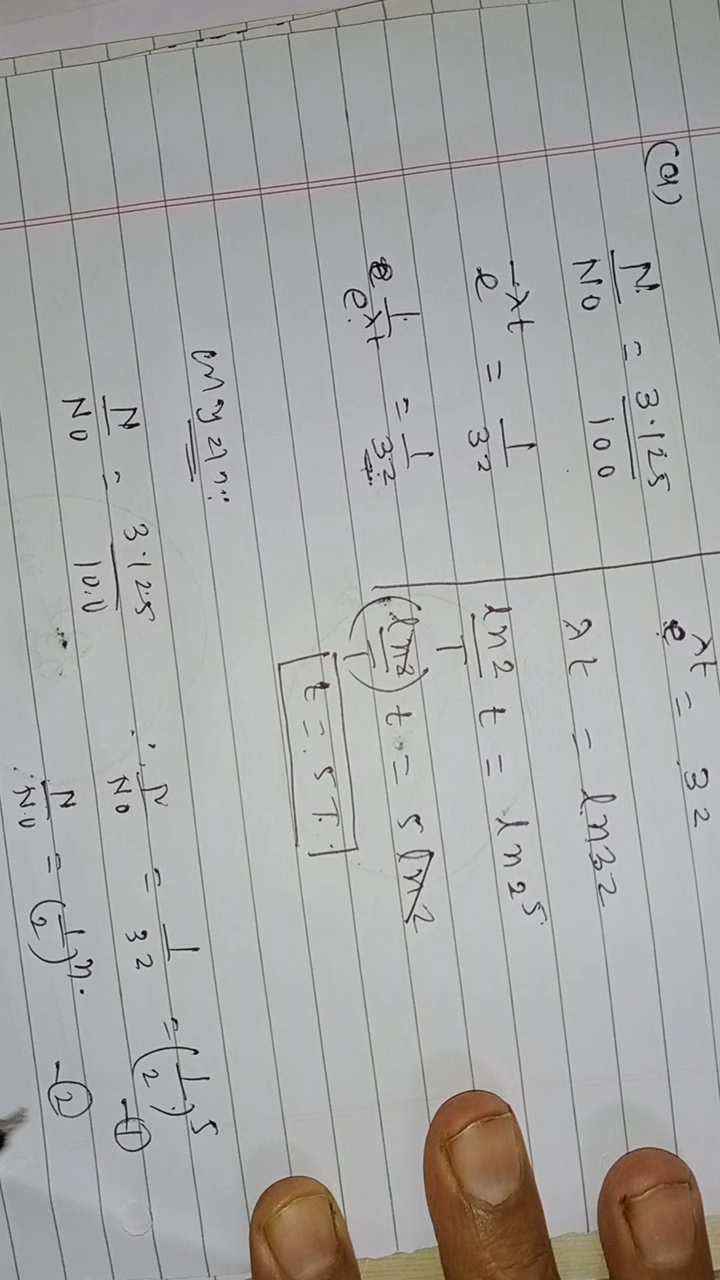 (a) N/N0 = 3.125/100
e^-λt = 1/32
1/e^λt = 1/32
e^λt = 32
λt = ln32
ln2/T t = ln2^5
(ln2/T) t = 5 ln2
t = 5T
N/N0 = 3.125/100
∴ N/N0 = 1/32 = (1/2)^5 -①
∴ N/N0 = (1/2)^n. -②